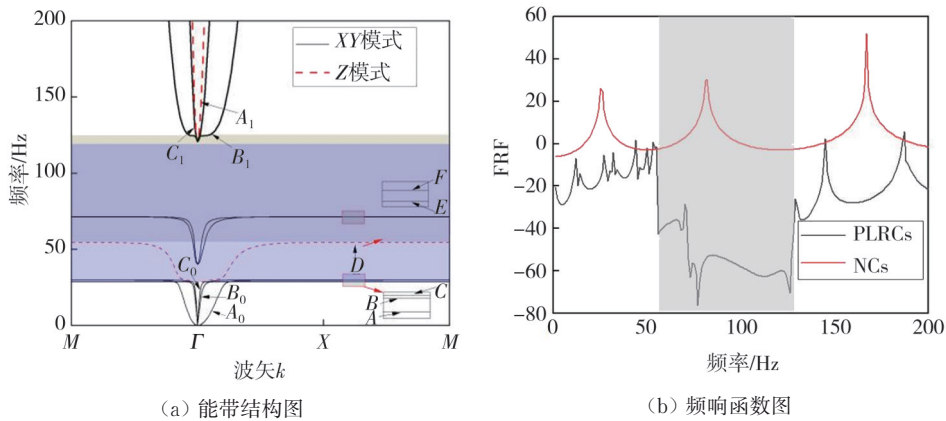 200
150
100
50
0
频率/Hz
XY模式
Z模式
A₁
C₁
B₁
F
E
D
C₀
B₀
A₀
C
B
A
M
Γ
X
M
波矢k
(a) 能带结构图
60
40
20
0
−20
−40
−60
−80
FRF
PLRCs
NCs
0
50
100
150
200
频率/Hz
(b) 频响函数图